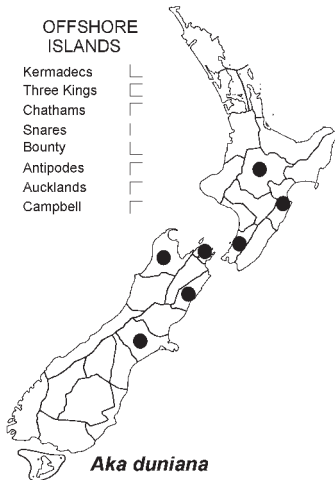 OFFSHORE
ISLANDS
Kermadecs
Three Kings
Chathams
Snares
Bounty
Antipodes
Aucklands
Campbell
Aka duniana